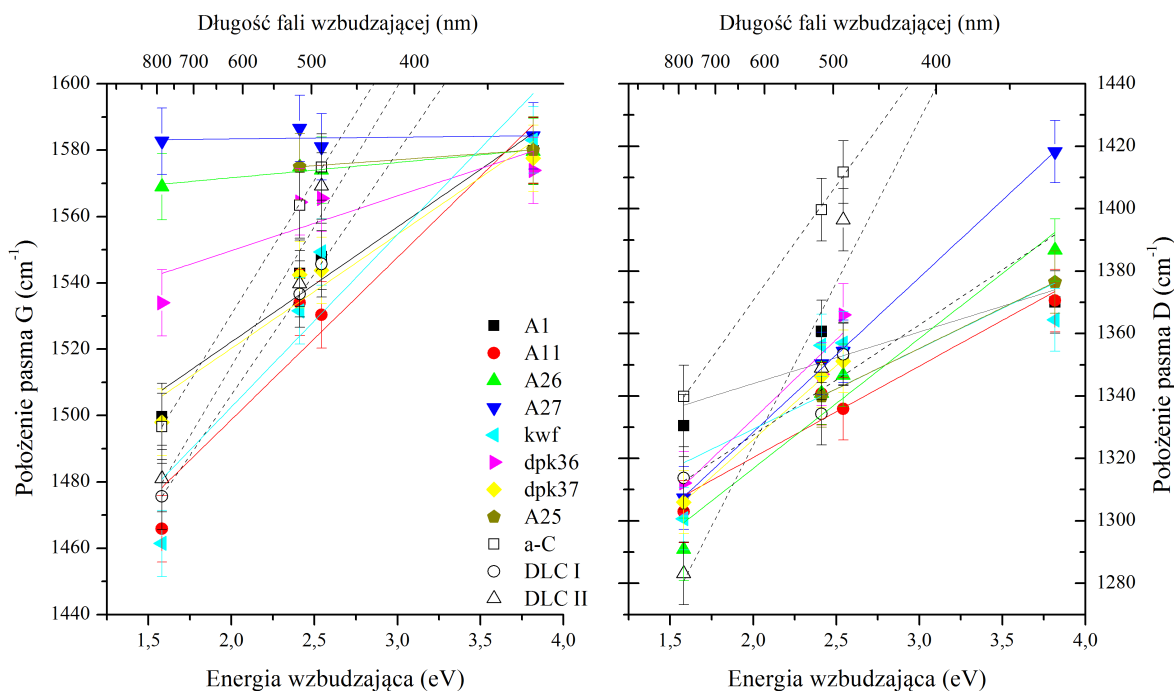 Długość fali wzbudzającej (nm)
800 700 600 500 400
1600
1580
1560
1540
1520
1500
1480
1460
1440
Położenie pasma G (cm-1)
1,5 2,0 2,5 3,0 3,5 4,0
Energia wzbudzająca (eV)
A1
A11
A26
A27
kwf
dpk36
dpk37
A25
a-C
DLC I
DLC II
Długość fali wzbudzającej (nm)
800 700 600 500 400
1440
1420
1400
1380
1360
1340
1320
1300
1280
Położenie pasma D (cm-1)
1,5 2,0 2,5 3,0 3,5 4,0
Energia wzbudzająca (eV)